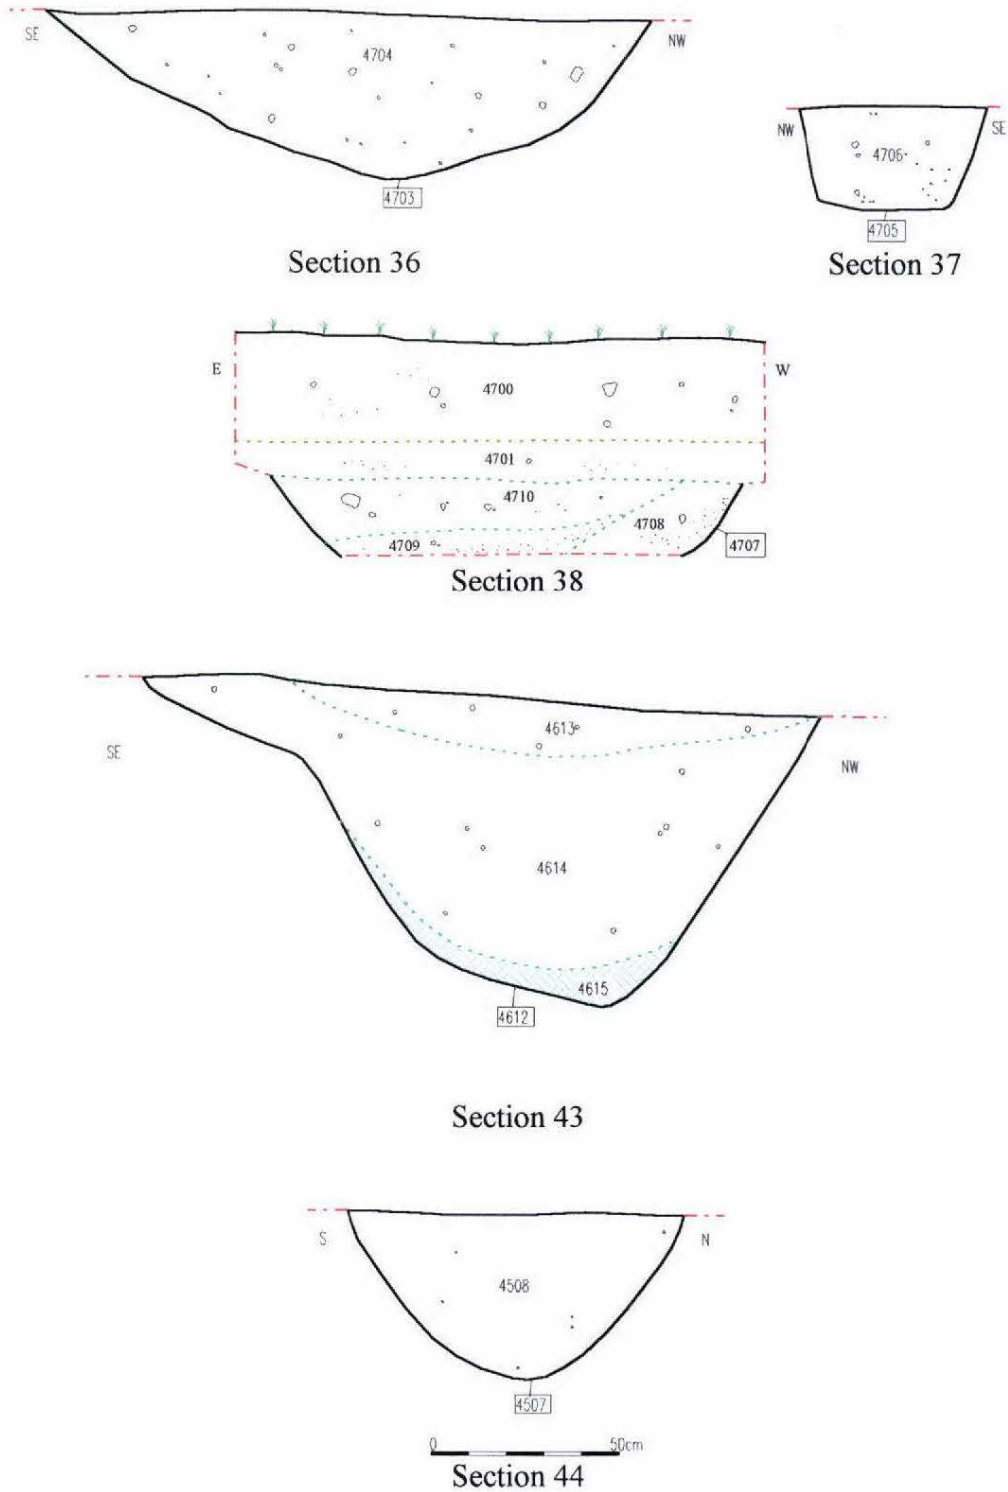 SE
4704
NW
4703
Section 36
NW
SE
4706
4705
Section 37
E
W
4700
4701
4710
4708
4709
4707
Section 38
SE
4613
NW
4614
4615
4612
Section 43
S
N
4508
4507
0 50cm
Section 44